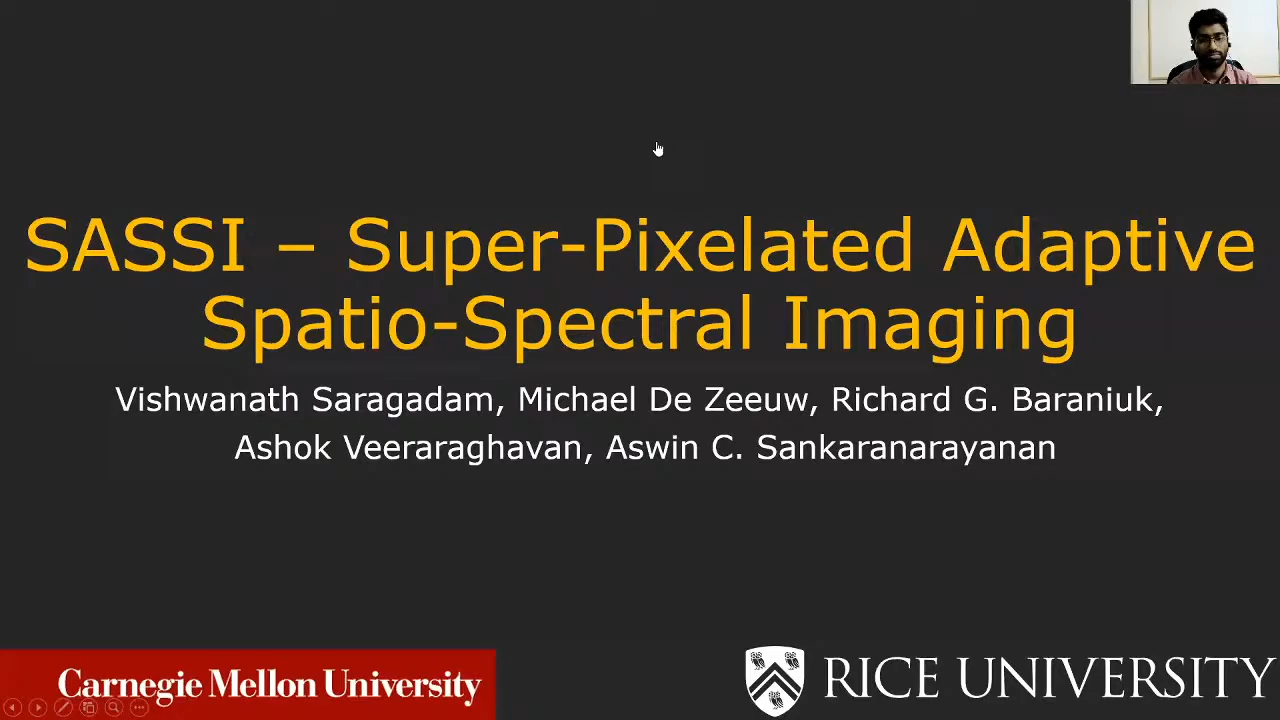 SASSI – Super-Pixelated Adaptive
Spatio-Spectral Imaging
Vishwanath Saragadam, Michael De Zeeuw, Richard G. Baraniuk,
Ashok Veeraraghavan, Aswin C. Sankaranarayanan
Carnegie Mellon University
RICE UNIVERSITY